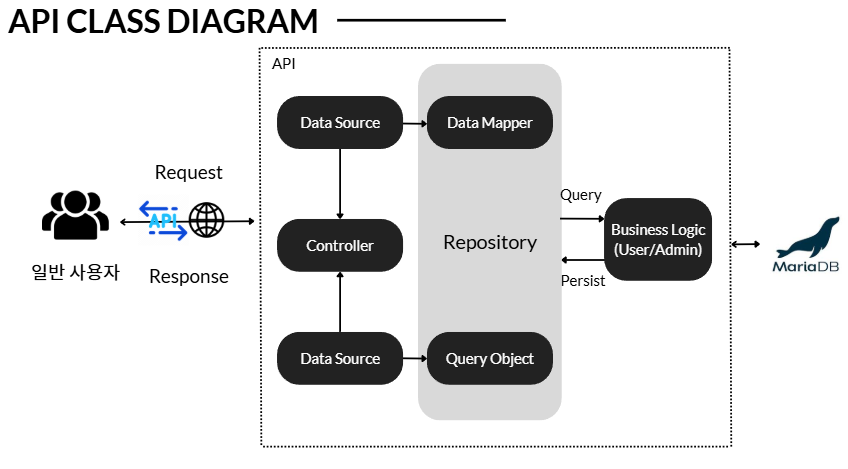 API CLASS DIAGRAM
API
Data Source
Data Mapper
Request
API
Query
일반 사용자
Response
Controller
Repository
Business Logic
(User/Admin)
Persist
MariaDB
Data Source
Query Object